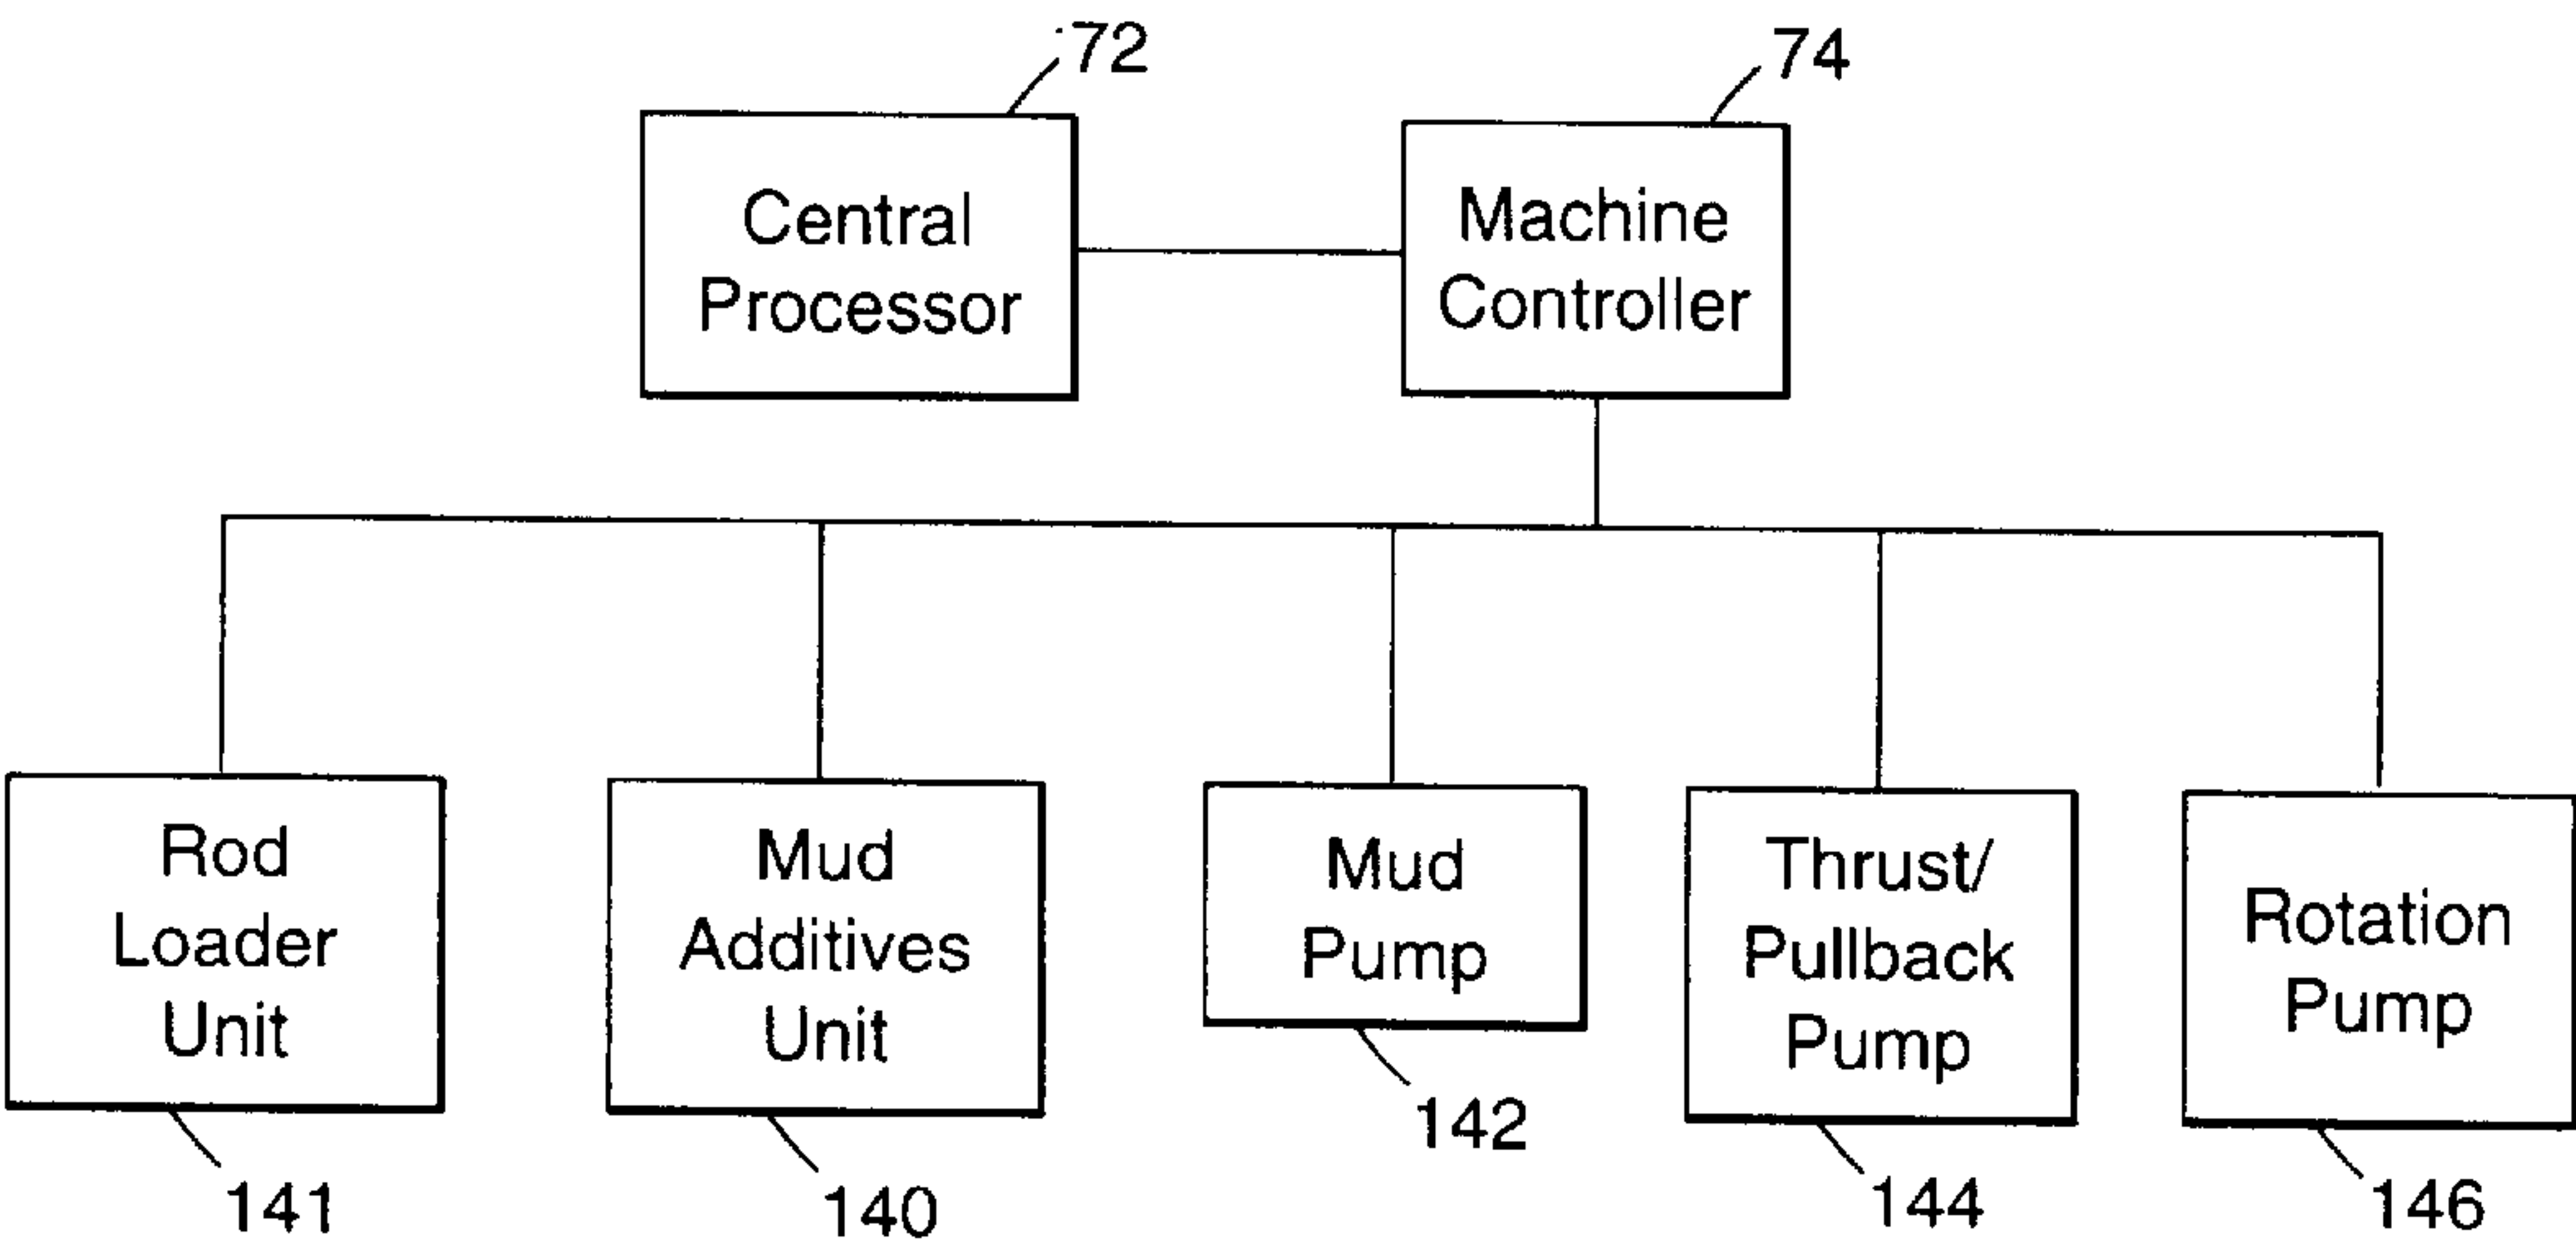 72
74
Central
Processor
Machine
Controller
Rod
Loader
Unit
Mud
Additives
Unit
Mud
Pump
Thrust/
Pullback
Pump
Rotation
Pump
141
140
142
144
146